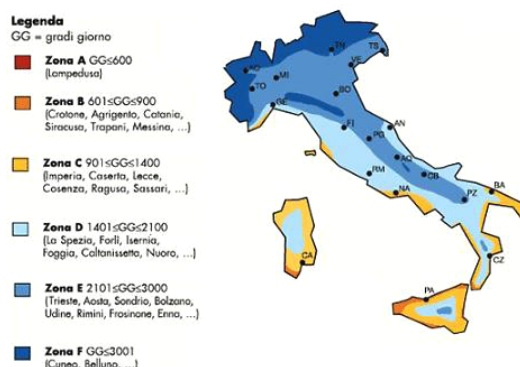 Legenda
GG = gradi giorno
Zona A GG≤600
(Lampedusa)
Zona B 601≤GG≤900
(Crotone, Agrigento, Catania,
Siracusa, Trapani, Messina, ...)
Zona C 901≤GG≤1400
(Imperia, Caserta, Lecce,
Cosenza, Ragusa, Sassari, ...)
Zona D 1401≤GG≤2100
(La Spezia, Forlì, Isernia,
Foggia, Caltanissetta, Nuoro, ...)
Zona E 2101≤GG≤3000
(Trieste, Aosta, Sondrio, Bolzano,
Udine, Rimini, Frosinone, Enna, ...)
Zona F GG≤3001
(Cuneo, Belluno, ...)
TN
TS
AO
MI
VE
TO
BO
GE
FI
AN
PG
AQ
RM
CB
NA
BA
PZ
CA
CZ
PA